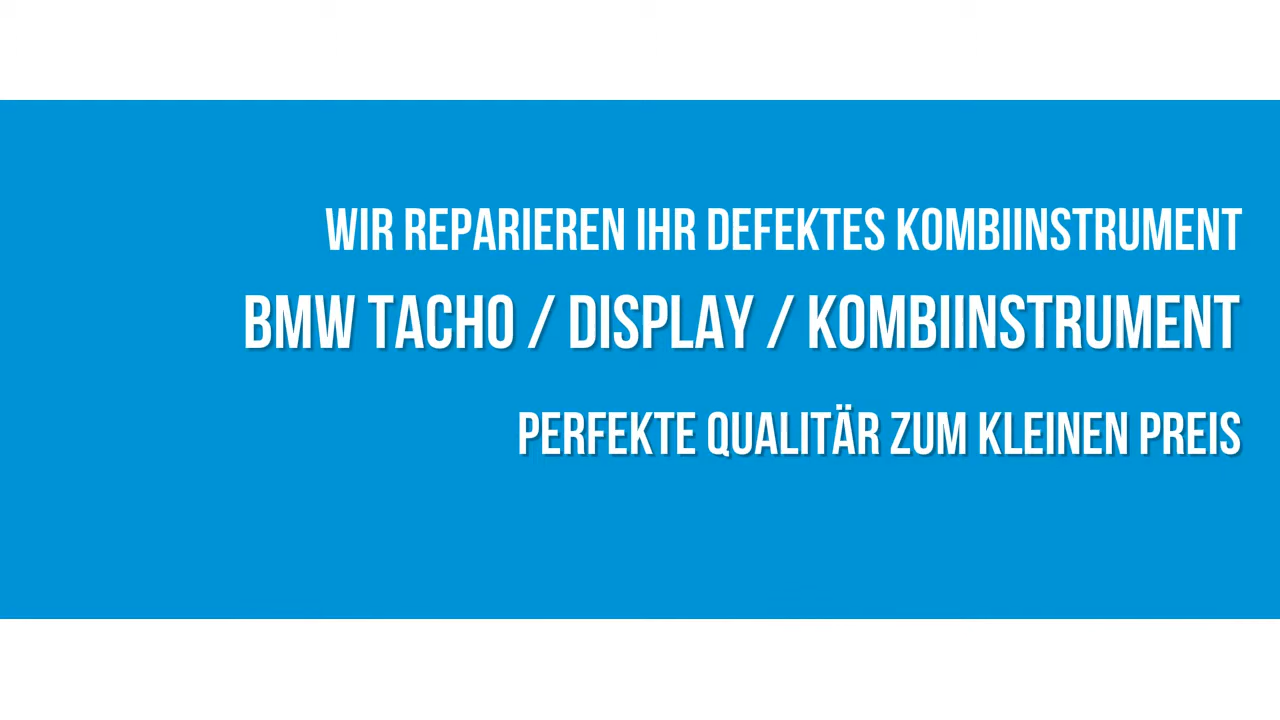 WIR REPARIEREN IHR DEFEKTES KOMBIINSTRUMENT
BMW TACHO / DISPLAY / KOMBIINSTRUMENT
PERFEKTE QUALITÄR ZUM KLEINEN PREIS